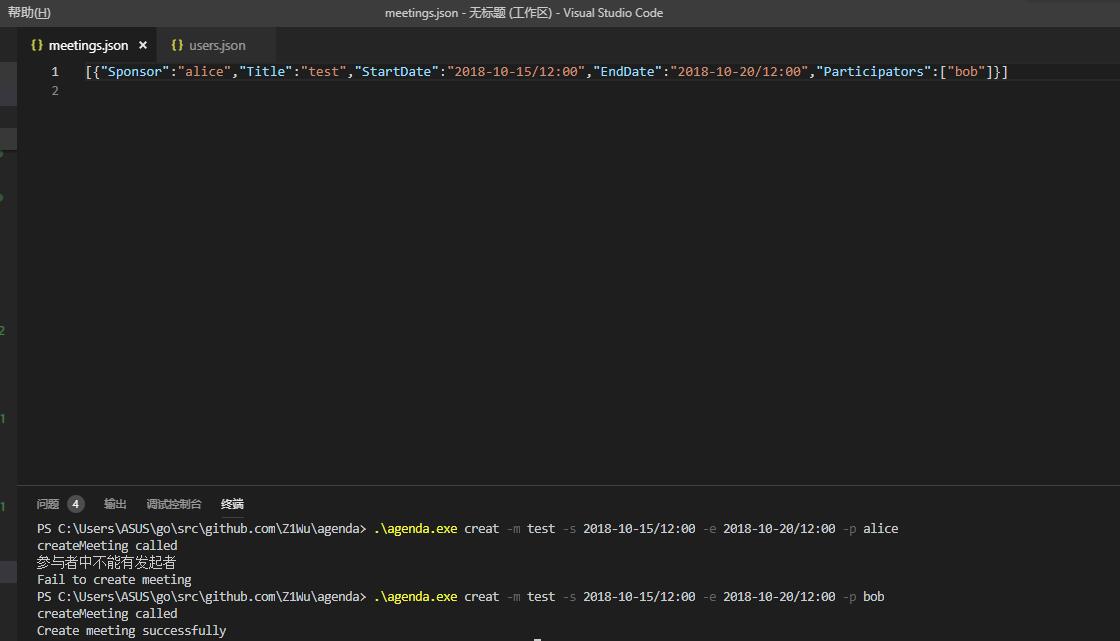 帮助(H)
meetings.json - 无标题 (工作区) - Visual Studio Code
{} meetings.json × {} users.json
1 [{"Sponsor":"alice","Title":"test","StartDate":"2018-10-15/12:00","EndDate":"2018-10-20/12:00","Participators":["bob"]}]
2
2
1
1
问题 4 输出 调试控制台 终端
PS C:\Users\ASUS\go\src\github.com\Z1Wu\agenda> .\agenda.exe creat -m test -s 2018-10-15/12:00 -e 2018-10-20/12:00 -p alice
createMeeting called
参与者中不能有发起者
Fail to create meeting
PS C:\Users\ASUS\go\src\github.com\Z1Wu\agenda> .\agenda.exe creat -m test -s 2018-10-15/12:00 -e 2018-10-20/12:00 -p bob
createMeeting called
Create meeting successfully